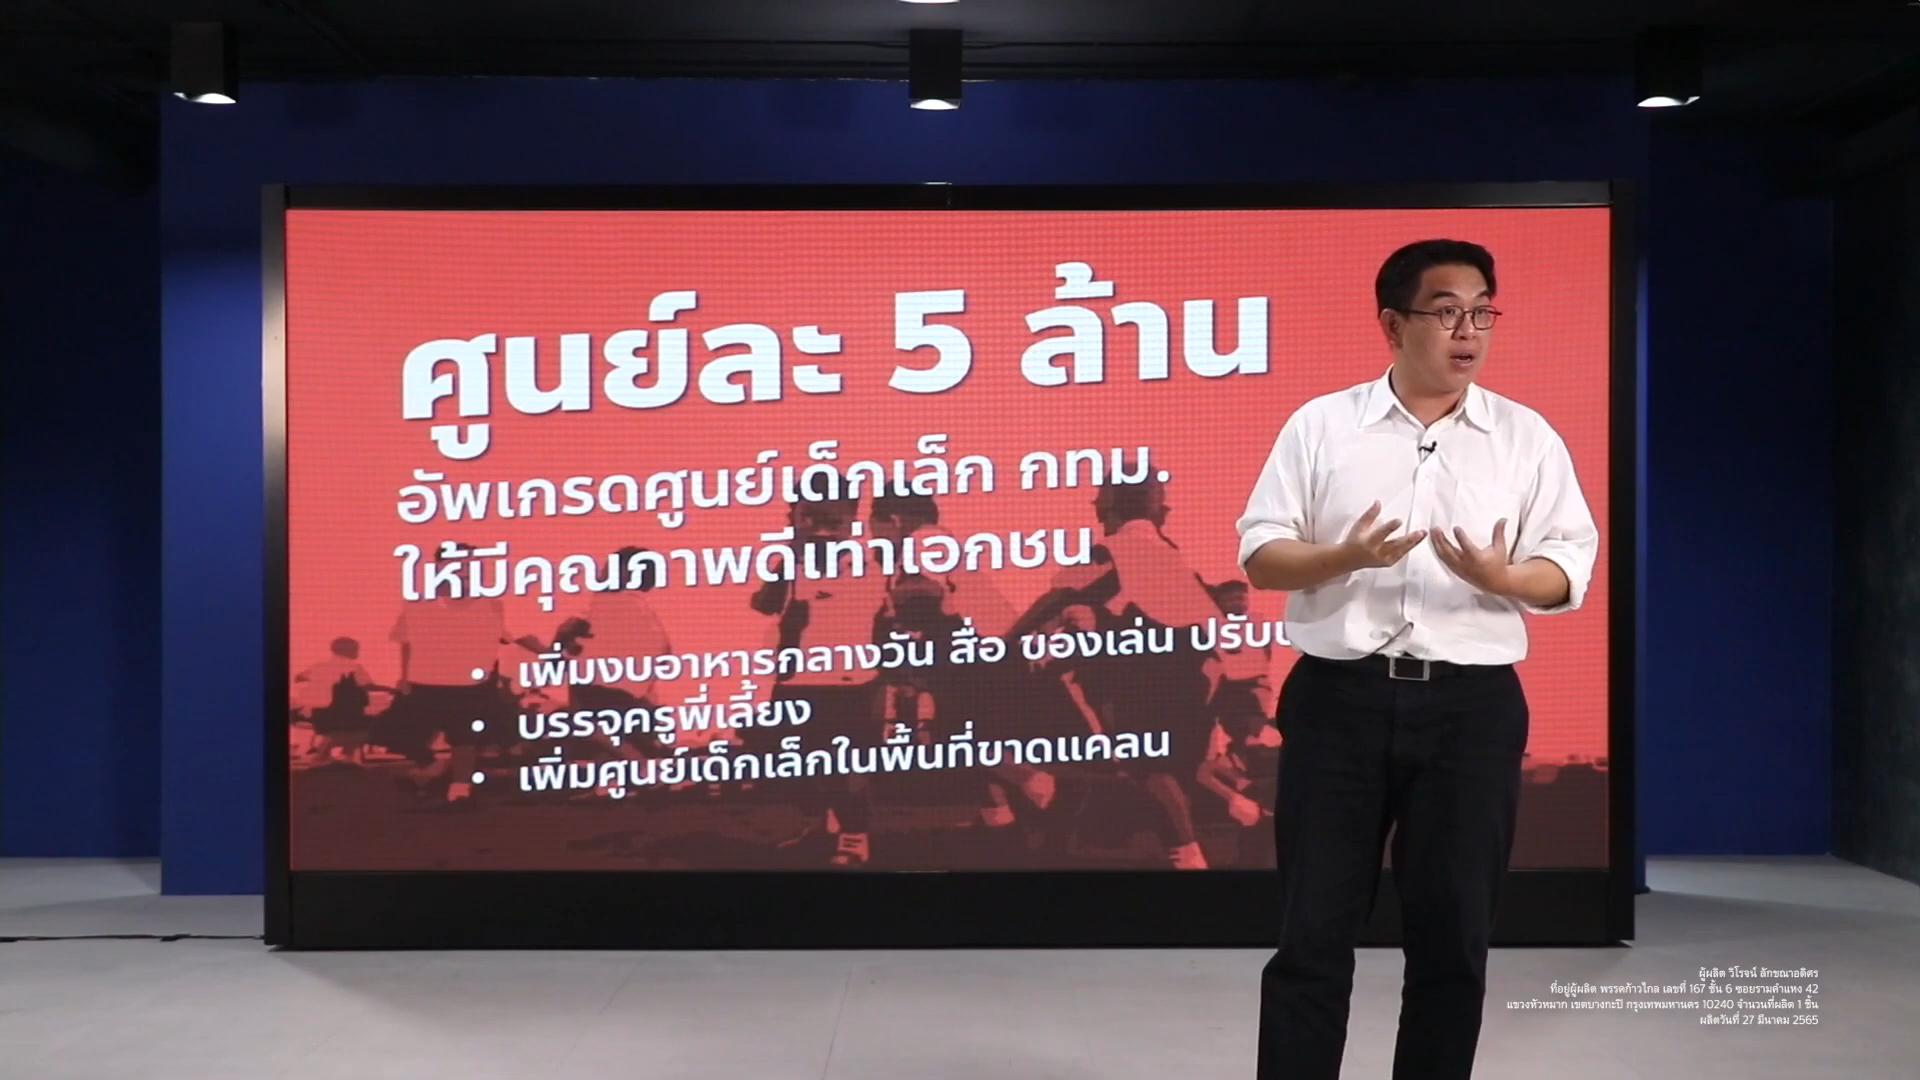 ศูนย์ละ 5 ล้าน
อัพเกรดศูนย์เด็กเล็ก กทม.
ให้มีคุณภาพดีเท่าเอกชน
• เพิ่มงบอาหารกลางวัน สื่อ ของเล่น
• บรรจุครูพี่เลี้ยง
• เพิ่มศูนย์เด็กเล็กในพื้นที่ขาดแคลน
ผู้ผลิต วิโรจน์ ลักขณาอดิศร
ที่อยู่ผู้ผลิต พรรคก้าวไกล เลขที่ 167 ชั้น 6 ซอยรามคำแหง 42
แขวงหัวหมาก เขตบางกะปิ กรุงเทพมหานคร 10240 จำนวนที่ผลิต 1 ชิ้น
ผลิตวันที่ 27 มีนาคม 2565